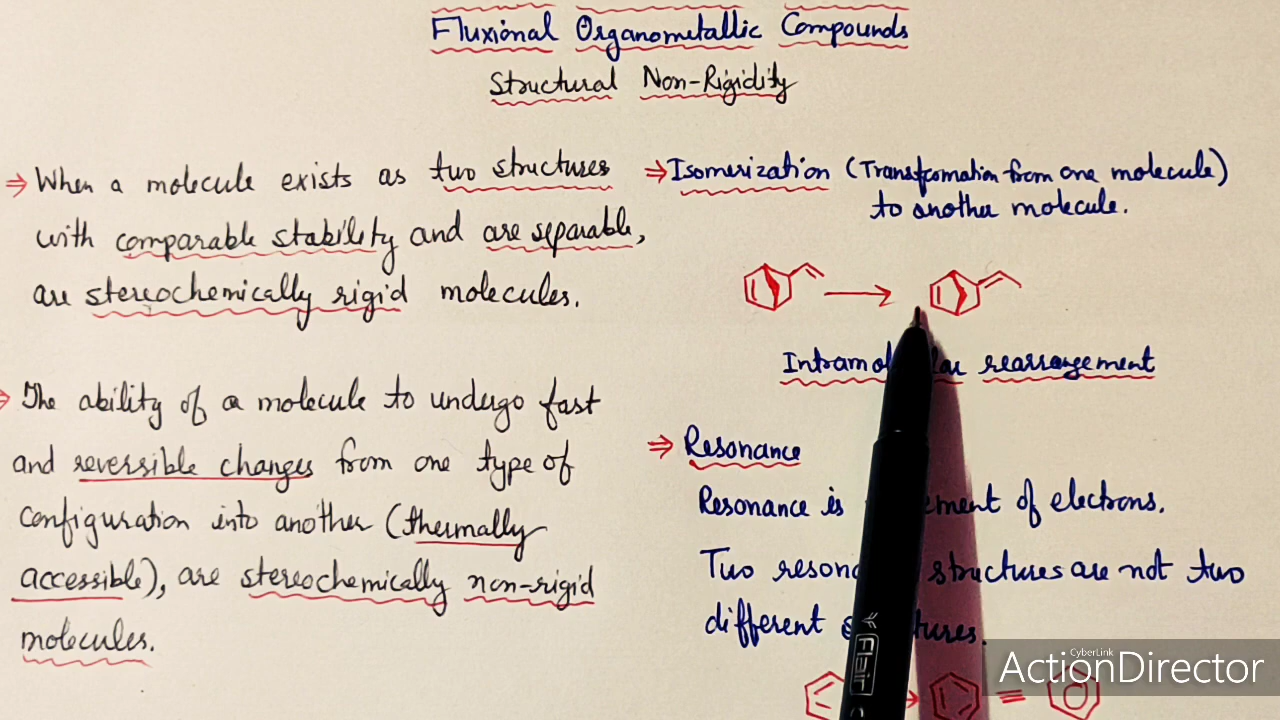 Fluxional Organometallic Compounds
Structural Non-Rigidity
⇒ When a molecule exists as two structures
with comparable stability and are separable,
are stereochemically rigid molecules.
⇒ The ability of a molecule to undergo fast
and reversible changes from one type of
configuration into another (thermally
accessible), are stereochemically non-rigid
molecules.
⇒ Isomerization (Transformation from one molecule)
to another molecule.
→
rearrangement
⇒ Resonance
Resonance is of electrons.
Two structures are not two
different
≡
Flair
CyberLink
ActionDirector